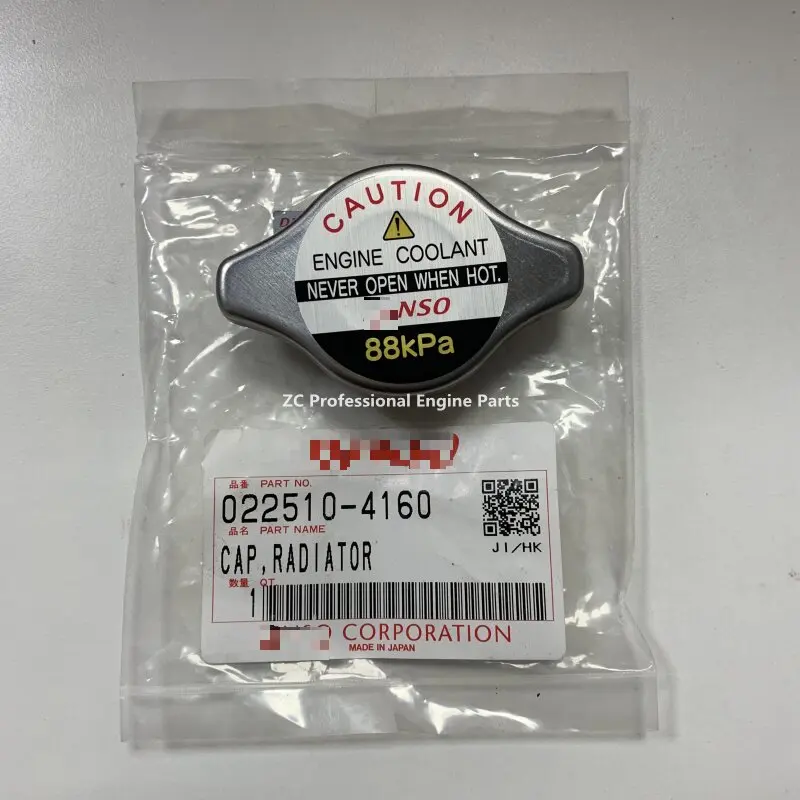 CAUTION
ENGINE COOLANT
NEVER OPEN WHEN HOT.
NSO
88kPa
ZC Professional Engine Parts
品番 PART NO.
022510-4160
品名 PART NAME
JI/HK
CAP,RADIATOR
数量 QT
1
CORPORATION
MADE IN JAPAN